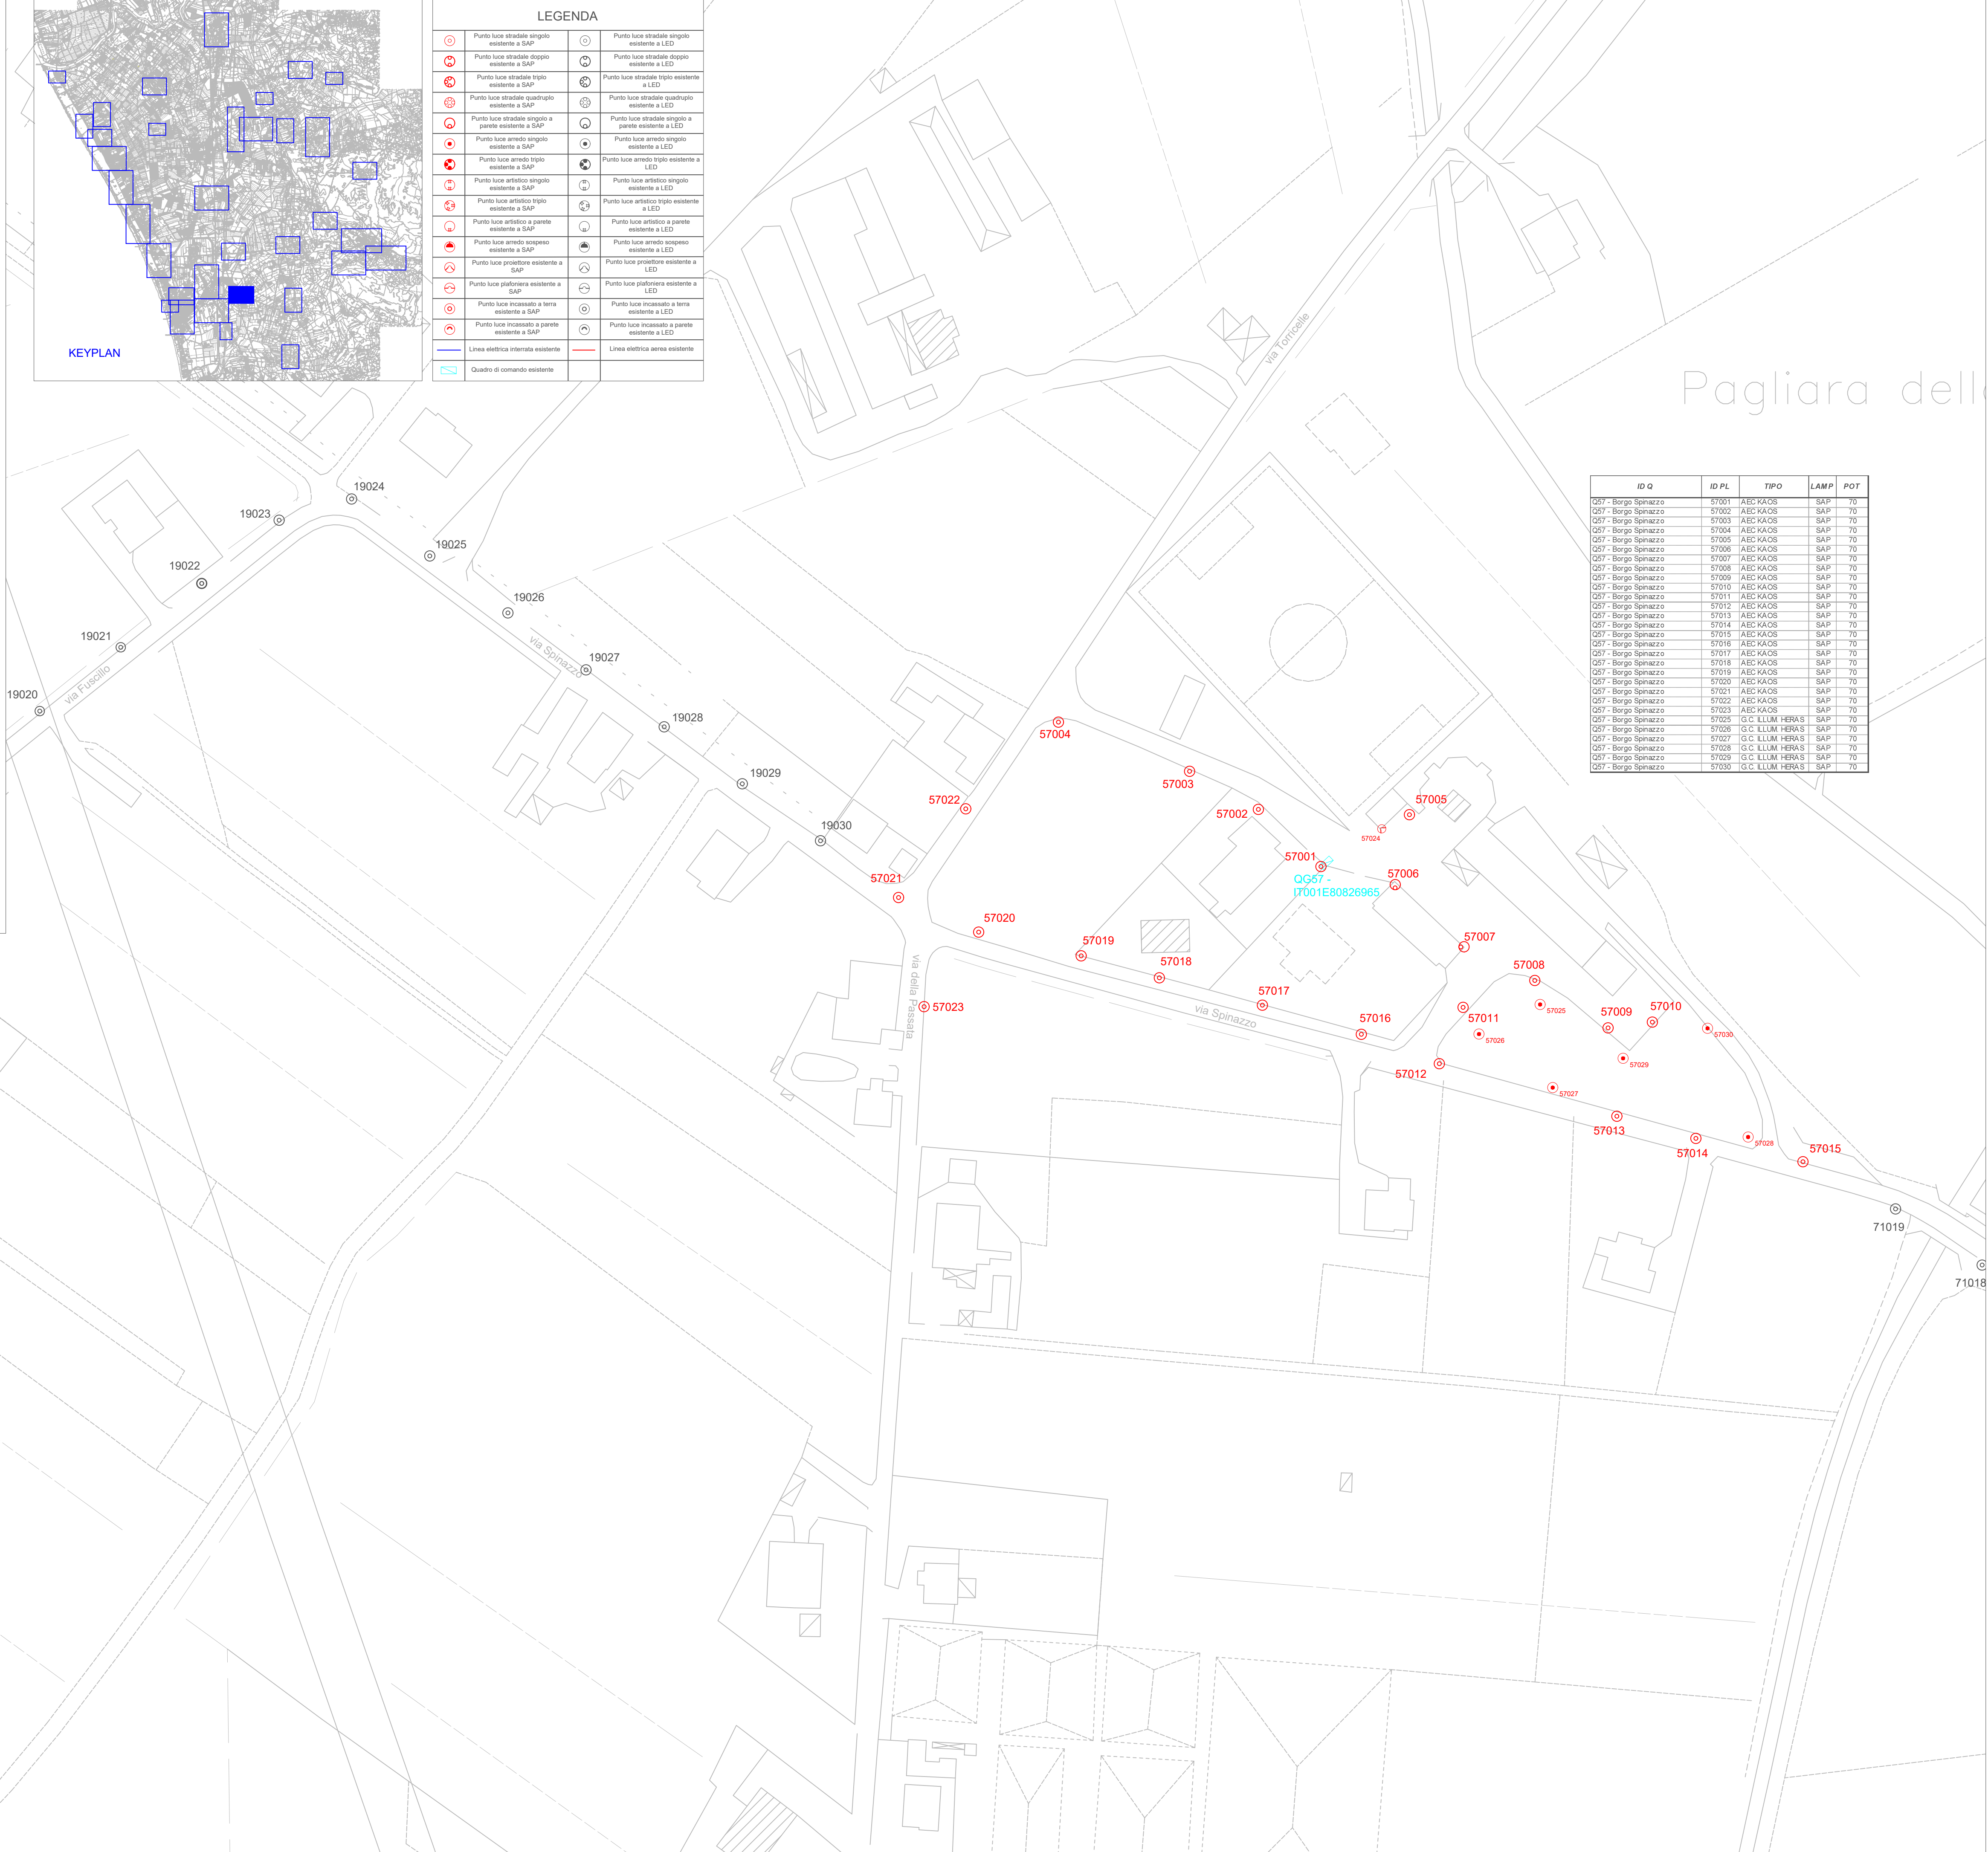 LEGENDA
Punto luce stradale singolo
esistente a SAP
Punto luce stradale singolo
esistente a LED
Punto luce stradale doppio
esistente a SAP
Punto luce stradale doppio
esistente a LED
Punto luce stradale triplo
esistente a SAP
Punto luce stradale triplo esistente
a LED
Punto luce stradale quadruplo
esistente a SAP
Punto luce stradale quadruplo
esistente a LED
Punto luce stradale singolo a
parete esistente a SAP
Punto luce stradale singolo a
parete esistente a LED
Punto luce arredo singolo
esistente a SAP
Punto luce arredo singolo
esistente a LED
Punto luce arredo triplo
esistente a SAP
Punto luce arredo triplo esistente a
LED
Punto luce artistico singolo
esistente a SAP
Punto luce artistico singolo
esistente a LED
Punto luce artistico triplo
esistente a SAP
Punto luce artistico triplo esistente
a LED
Punto luce artistico a parete
esistente a SAP
Punto luce artistico a parete
esistente a LED
Punto luce arredo sospeso
esistente a SAP
Punto luce arredo sospeso
esistente a LED
Punto luce proiettore esistente a
SAP
Punto luce proiettore esistente a
LED
Punto luce plafoniera esistente a
SAP
Punto luce plafoniera esistente a
LED
Punto luce incassato a terra
esistente a SAP
Punto luce incassato a terra
esistente a LED
Punto luce incassato a parete
esistente a SAP
Punto luce incassato a parete
esistente a LED
Linea elettrica interrata esistente
Linea elettrica aerea esistente
Quadro di comando esistente
KEYPLAN
via Torricelle
Pagliara dell
ID Q ID PL TIPO LAMP POT
Q57 - Borgo Spinazzo 57001 AEC KAOS SAP 70
Q57 - Borgo Spinazzo 57002 AEC KAOS SAP 70
Q57 - Borgo Spinazzo 57003 AEC KAOS SAP 70
Q57 - Borgo Spinazzo 57004 AEC KAOS SAP 70
Q57 - Borgo Spinazzo 57005 AEC KAOS SAP 70
Q57 - Borgo Spinazzo 57006 AEC KAOS SAP 70
Q57 - Borgo Spinazzo 57007 AEC KAOS SAP 70
Q57 - Borgo Spinazzo 57008 AEC KAOS SAP 70
Q57 - Borgo Spinazzo 57009 AEC KAOS SAP 70
Q57 - Borgo Spinazzo 57010 AEC KAOS SAP 70
Q57 - Borgo Spinazzo 57011 AEC KAOS SAP 70
Q57 - Borgo Spinazzo 57012 AEC KAOS SAP 70
Q57 - Borgo Spinazzo 57013 AEC KAOS SAP 70
Q57 - Borgo Spinazzo 57014 AEC KAOS SAP 70
Q57 - Borgo Spinazzo 57015 AEC KAOS SAP 70
Q57 - Borgo Spinazzo 57016 AEC KAOS SAP 70
Q57 - Borgo Spinazzo 57017 AEC KAOS SAP 70
Q57 - Borgo Spinazzo 57018 AEC KAOS SAP 70
Q57 - Borgo Spinazzo 57019 AEC KAOS SAP 70
Q57 - Borgo Spinazzo 57020 AEC KAOS SAP 70
Q57 - Borgo Spinazzo 57021 AEC KAOS SAP 70
Q57 - Borgo Spinazzo 57022 AEC KAOS SAP 70
Q57 - Borgo Spinazzo 57023 AEC KAOS SAP 70
Q57 - Borgo Spinazzo 57025 G.C. ILLUM. HERAS SAP 70
Q57 - Borgo Spinazzo 57026 G.C. ILLUM. HERAS SAP 70
Q57 - Borgo Spinazzo 57027 G.C. ILLUM. HERAS SAP 70
Q57 - Borgo Spinazzo 57028 G.C. ILLUM. HERAS SAP 70
Q57 - Borgo Spinazzo 57029 G.C. ILLUM. HERAS SAP 70
Q57 - Borgo Spinazzo 57030 G.C. ILLUM. HERAS SAP 70
19024
19023
19025
19022
19026
19021
via Spinazzo
19027
via Fuscillo
19020
19028
19029
19030
57004
57003
57022
57002
57005
57024
57001
QG57 -
IT001E80826965
57006
57021
57020
57019
57018
57007
57008
57017
57025
via Spinazzo
57016
57011
57026
57009
57010
57030
57029
via della Passata
57023
57012
57027
57013
57014
57028
57015
71019
71018